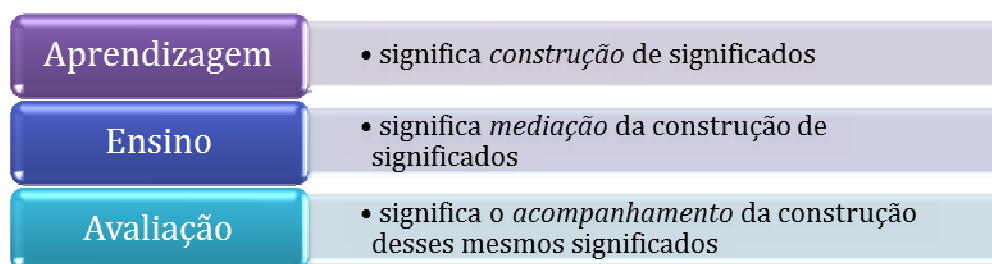 Aprendizagem
• significa construção de significados
Ensino
• significa mediação da construção de
significados
Avaliação
• significa o acompanhamento da construção
desses mesmos significados